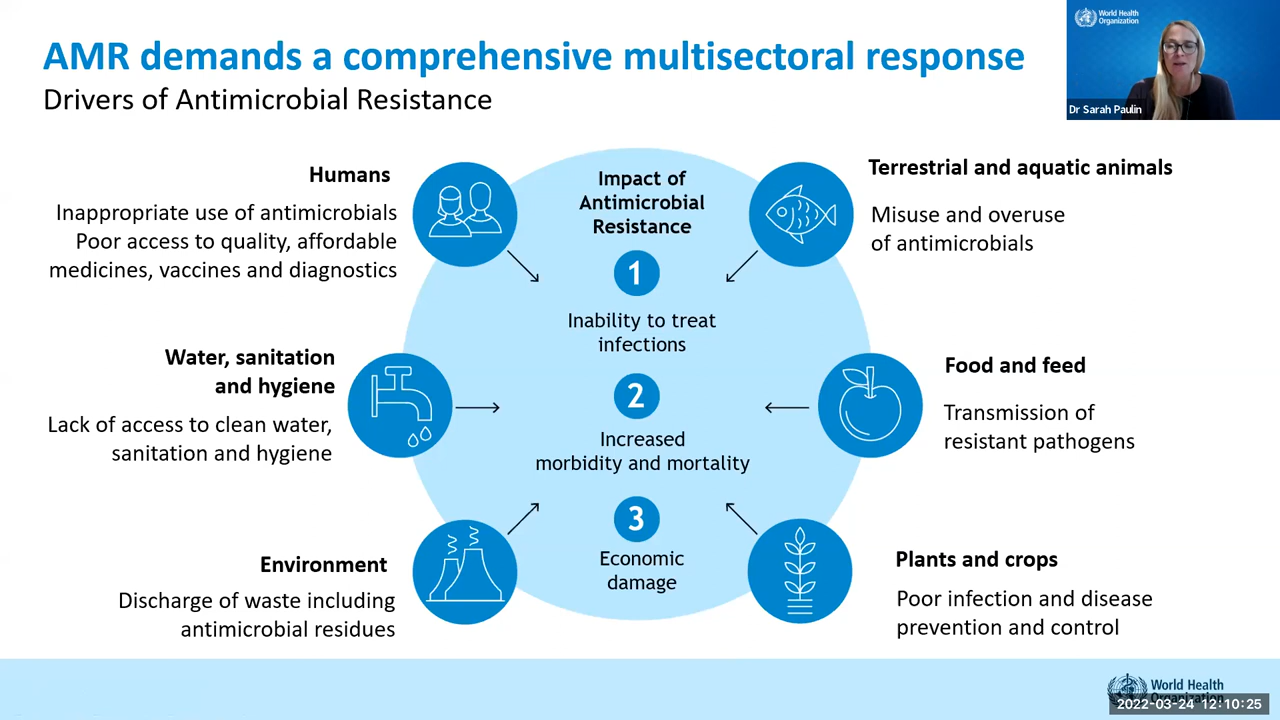 AMR demands a comprehensive multisectoral response
Drivers of Antimicrobial Resistance
World Health
Organization
Dr Sarah Paulin
Humans
Inappropriate use of antimicrobials
Poor access to quality, affordable
medicines, vaccines and diagnostics
Water, sanitation
and hygiene
Lack of access to clean water,
sanitation and hygiene
Environment
Discharge of waste including
antimicrobial residues
Impact of
Antimicrobial
Resistance
1
Inability to treat
infections
2
Increased
morbidity and mortality
3
Economic
damage
Terrestrial and aquatic animals
Misuse and overuse
of antimicrobials
Food and feed
Transmission of
resistant pathogens
Plants and crops
Poor infection and disease
prevention and control
World Health
Organization
2022-03-24 12:10:25